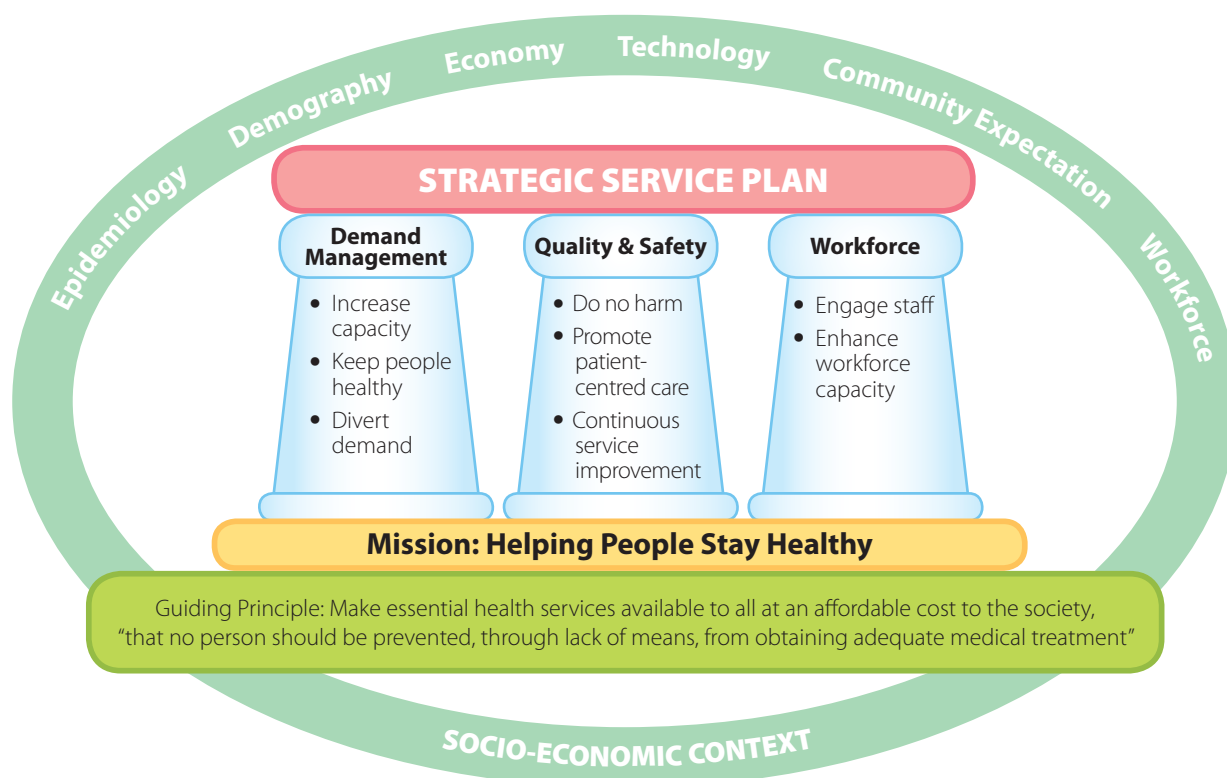 Epidemiology
Demography
Economy
Technology
Community Expectation
Workforce
STRATEGIC SERVICE PLAN
Demand
Management
• Increase
capacity
• Keep people
healthy
• Divert
demand
Quality & Safety
• Do no harm
• Promote
patient-
centred care
• Continuous
service
improvement
Workforce
• Engage staff
• Enhance
workforce
capacity
Mission: Helping People Stay Healthy
Guiding Principle: Make essential health services available to all at an affordable cost to the society,
“that no person should be prevented, through lack of means, from obtaining adequate medical treatment”
SOCIO-ECONOMIC CONTEXT